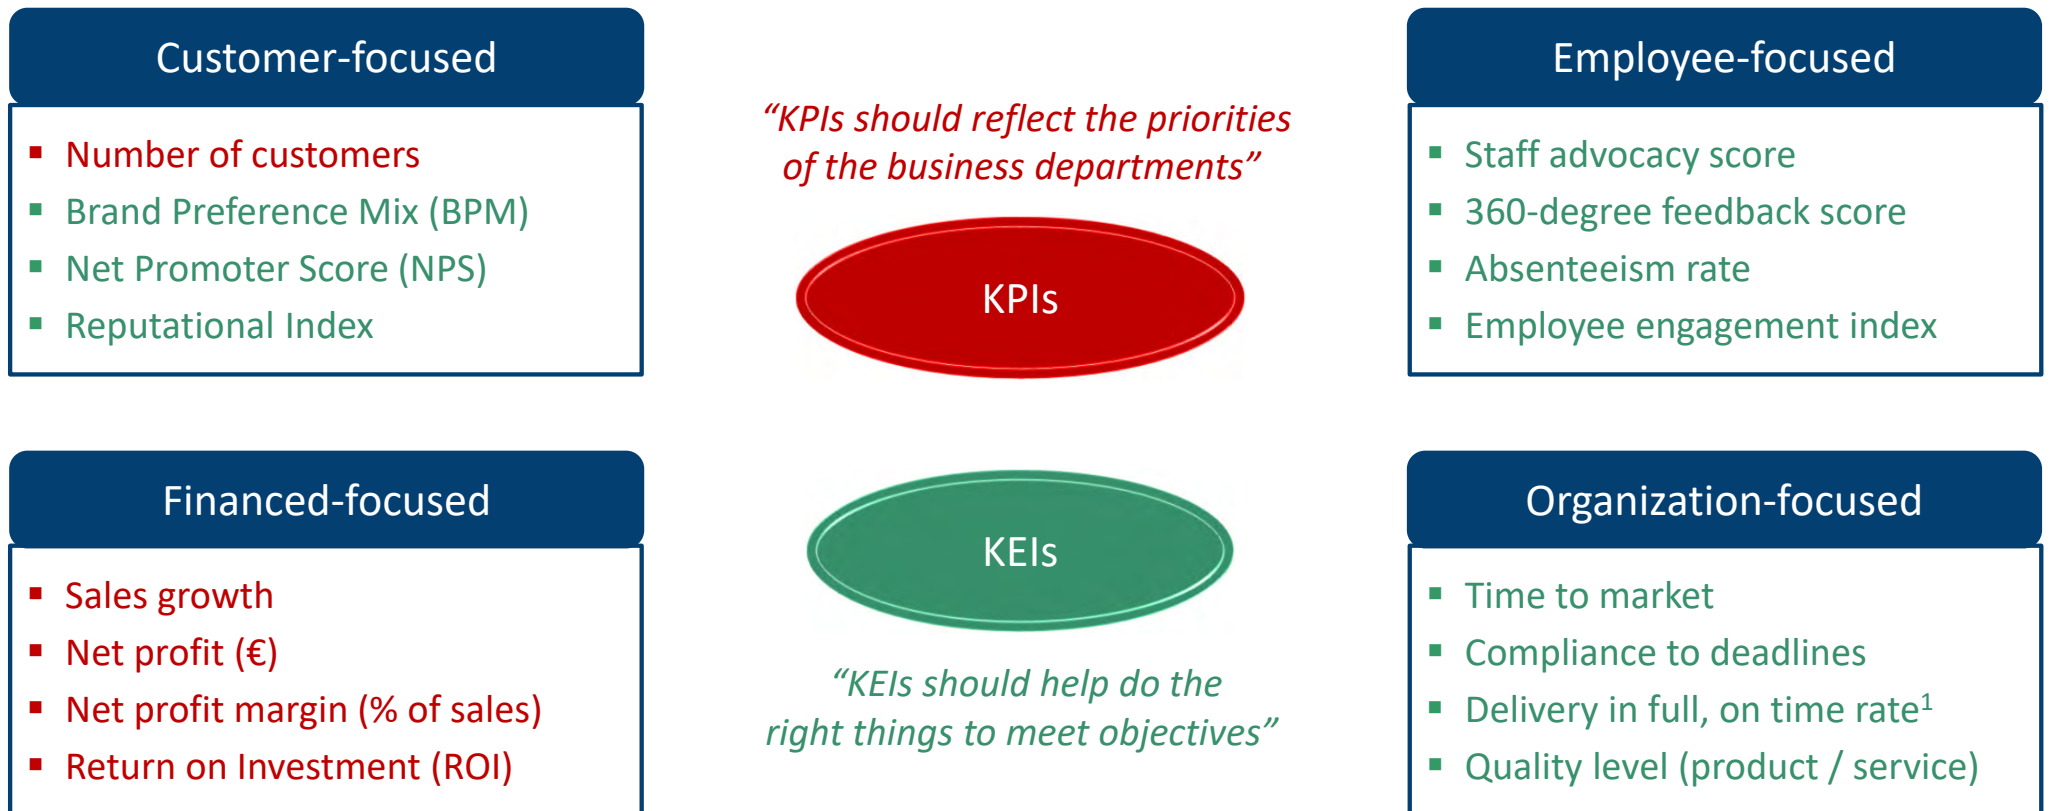 Customer-focused
▪ Number of customers
▪ Brand Preference Mix (BPM)
▪ Net Promoter Score (NPS)
▪ Reputational Index
“KPIs should reflect the priorities
of the business departments”
KPIs
Employee-focused
▪ Staff advocacy score
▪ 360-degree feedback score
▪ Absenteeism rate
▪ Employee engagement index
Financed-focused
▪ Sales growth
▪ Net profit (€)
▪ Net profit margin (% of sales)
▪ Return on Investment (ROI)
KEIs
“KEIs should help do the
right things to meet objectives”
Organization-focused
▪ Time to market
▪ Compliance to deadlines
▪ Delivery in full, on time rate¹
▪ Quality level (product / service)